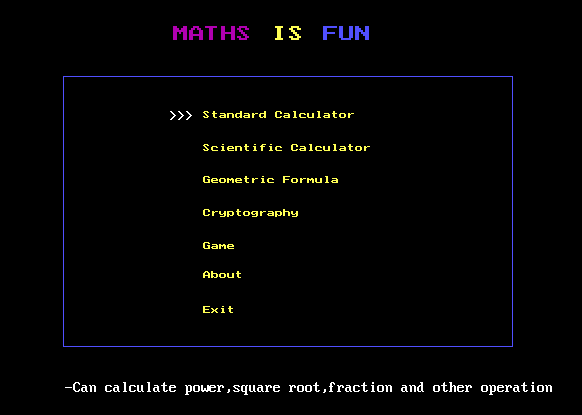 MATHS IS FUN
>>> Standard Calculator
Scientific Calculator
Geometric Formula
Cryptography
Game
About
Exit
-Can calculate power,square root,fraction and other operation